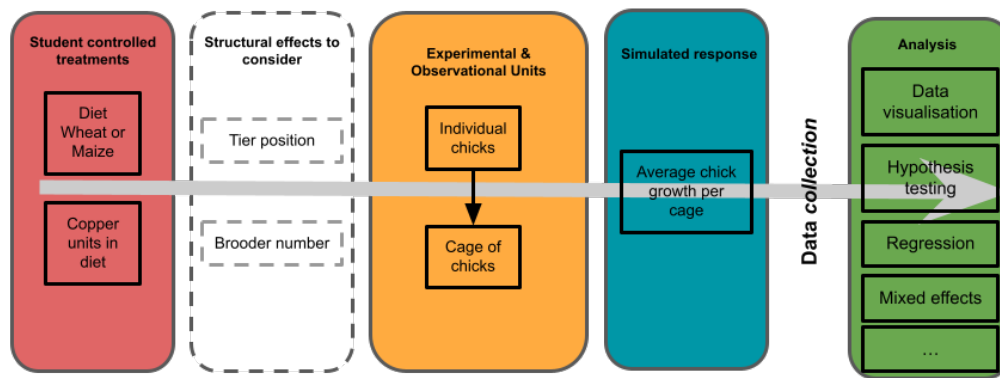 Student controlled
treatments
Diet
Wheat or
Maize
Copper
units in
diet
Structural effects to
consider
Tier position
Brooder number
Experimental &
Observational Units
Individual
chicks
Cage of
chicks
Simulated response
Average chick
growth per
cage
Data collection
Analysis
Data
visualisation
Hypothesis
testing
Regression
Mixed effects
...